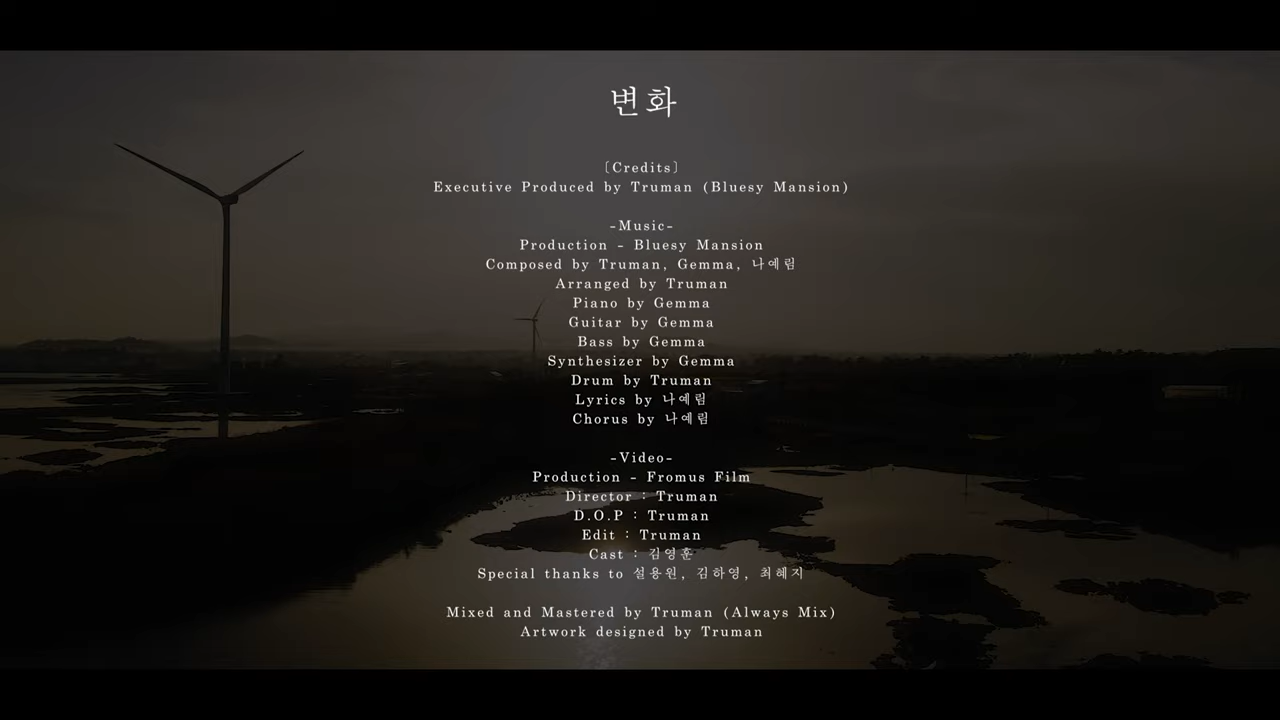 변화
〔Credits〕
Executive Produced by Truman (Bluesy Mansion)
-Music-
Production - Bluesy Mansion
Composed by Truman, Gemma, 나예림
Arranged by Truman
Piano by Gemma
Guitar by Gemma
Bass by Gemma
Synthesizer by Gemma
Drum by Truman
Lyrics by 나예림
Chorus by 나예림
-Video-
Production - Fromus Film
Director : Truman
D.O.P : Truman
Edit : Truman
Cast : 김영훈
Special thanks to 설용원, 김하영, 최혜지
Mixed and Mastered by Truman (Always Mix)
Artwork designed by Truman